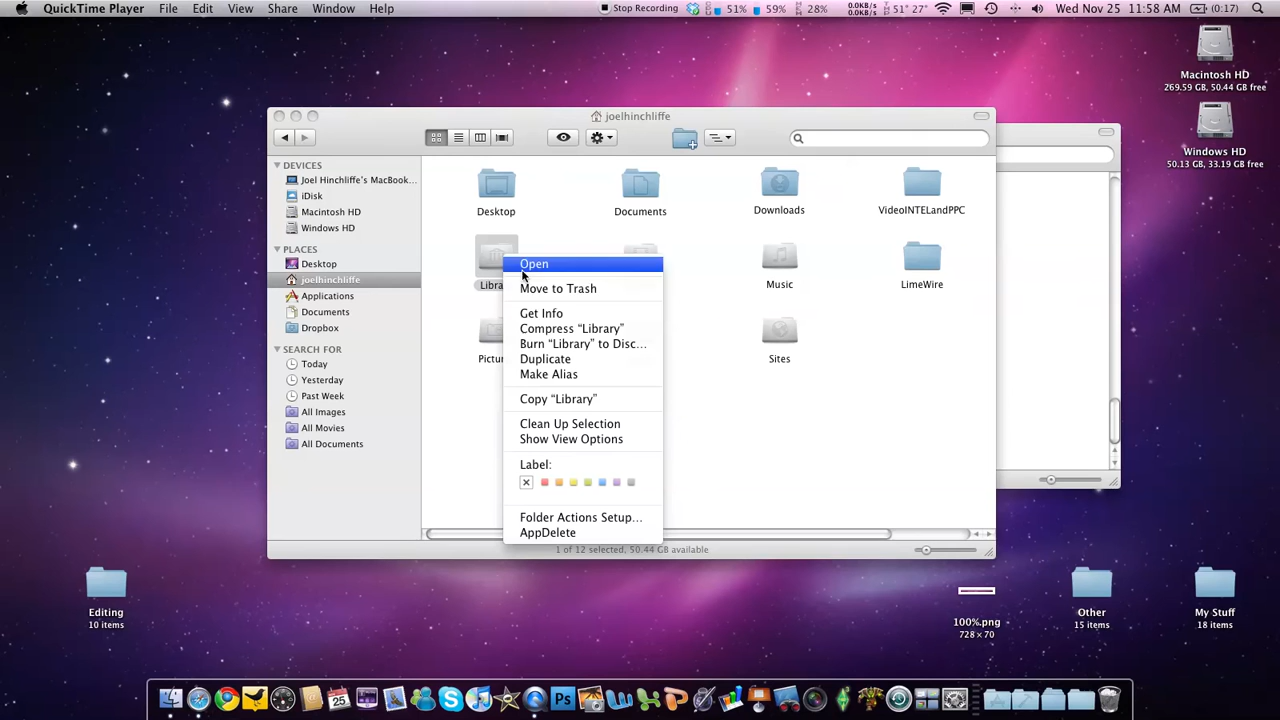 QuickTime Player File Edit View Share Window Help Stop Recording 51% 59% 28% 0.0KB/s 0.0KB/s 51° 27° Wed Nov 25 11:58 AM (0:17)
Macintosh HD
269.59 GB, 50.44 GB free
Windows HD
50.13 GB, 33.19 GB free
joelhinchliffe
DEVICES
Joel Hinchliffe's MacBook...
iDisk
Macintosh HD
Windows HD
PLACES
Desktop
joelhinchliffe
Applications
Documents
Dropbox
SEARCH FOR
Today
Yesterday
Past Week
All Images
All Movies
All Documents
Desktop Documents Downloads VideoINTELandPPC
Music LimeWire
Sites
Open
Move to Trash
Get Info
Compress “Library”
Burn “Library” to Disc...
Duplicate
Make Alias
Copy “Library”
Clean Up Selection
Show View Options
Label:
Folder Actions Setup...
AppDelete
1 of 12 selected, 50.44 GB available
Editing
10 items
100%.png
728 × 70
Other
15 items
My Stuff
18 items